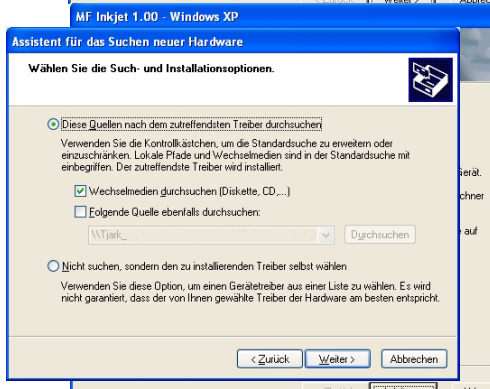 MF Inkjet 1.00 - Windows XP
Assistent für das Suchen neuer Hardware
Wählen Sie die Such- und Installationsoptionen.
Diese Quellen nach dem zutreffendsten Treiber durchsuchen
Verwenden Sie die Kontrollkästchen, um die Standardsuche zu erweitern oder
einzuschränken. Lokale Pfade und Wechselmedien sind in der Standardsuche mit
einbegriffen. Der zutreffendste Treiber wird installiert.
Wechselmedien durchsuchen (Diskette, CD,...)
Folgende Quelle ebenfalls durchsuchen:
\\Tjark_
Durchsuchen
Nicht suchen, sondern den zu installierenden Treiber selbst wählen
Verwenden Sie diese Option, um einen Gerätetreiber aus einer Liste zu wählen. Es wird
nicht garantiert, dass der von Ihnen gewählte Treiber der Hardware am besten entspricht.
< Zurück
Weiter >
Abbrechen
Gerät.
chner
auf